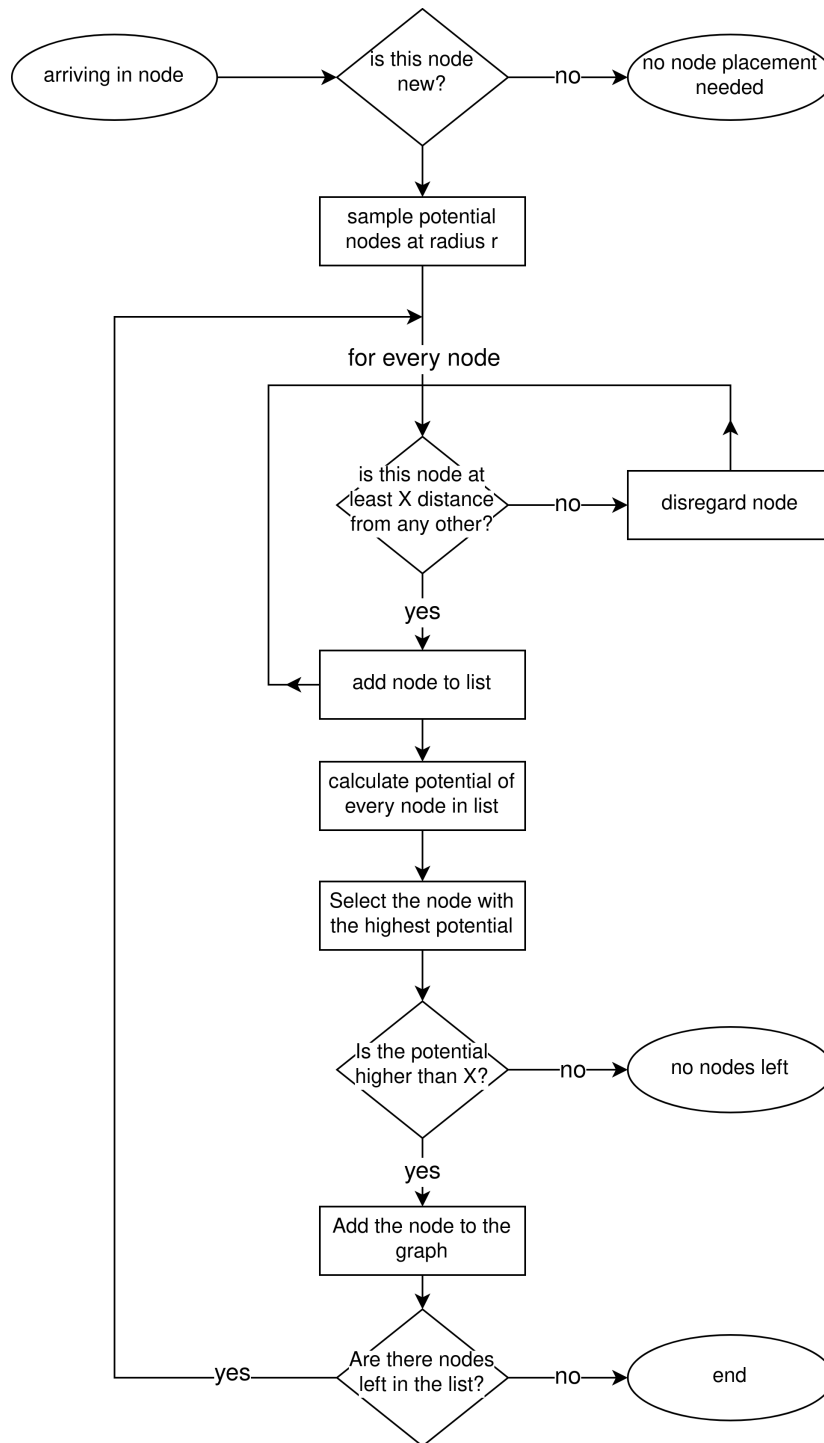 arriving in node
is this node
new?
no
no node placement
needed
sample potential
nodes at radius r
for every node
is this node at
least X distance
from any other?
no
disregard node
yes
add node to list
calculate potential of
every node in list
Select the node with
the highest potential
Is the potential
higher than X?
no
no nodes left
yes
Add the node to the
graph
Are there nodes
left in the list?
yes
no
end